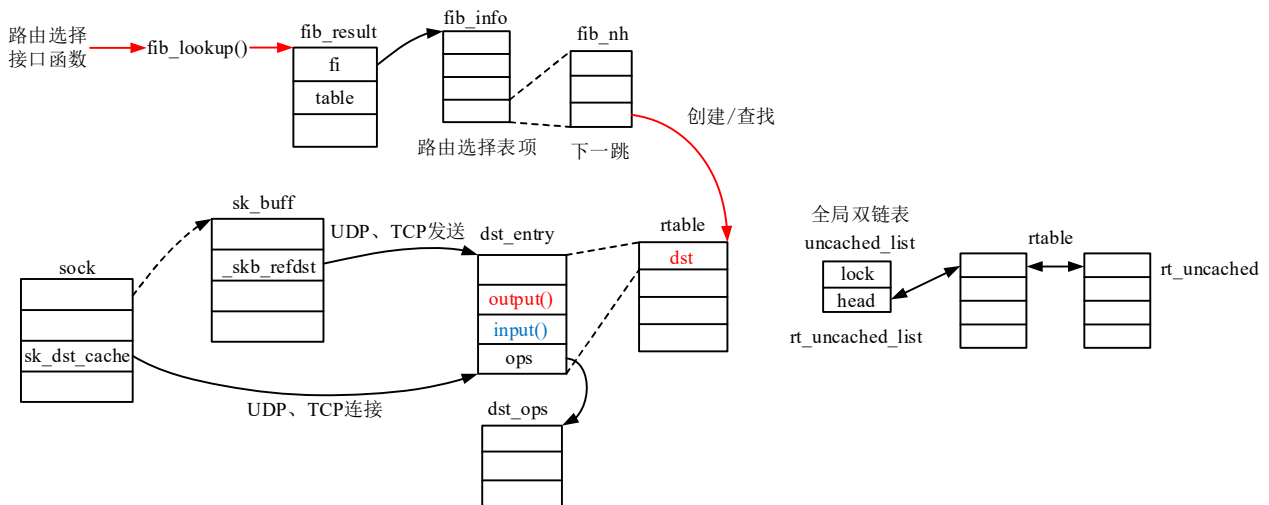 路由选择
接口函数
fib_lookup()
fib_result
fi
table
fib_info
路由选择表项
fib_nh
下一跳
创建/查找
sk_buff
_skb_refdst
UDP、TCP发送
sock
sk_dst_cache
UDP、TCP连接
dst_entry
output()
input()
ops
dst_ops
rtable
dst
全局双链表
uncached_list
lock
head
rt_uncached_list
rtable
rt_uncached